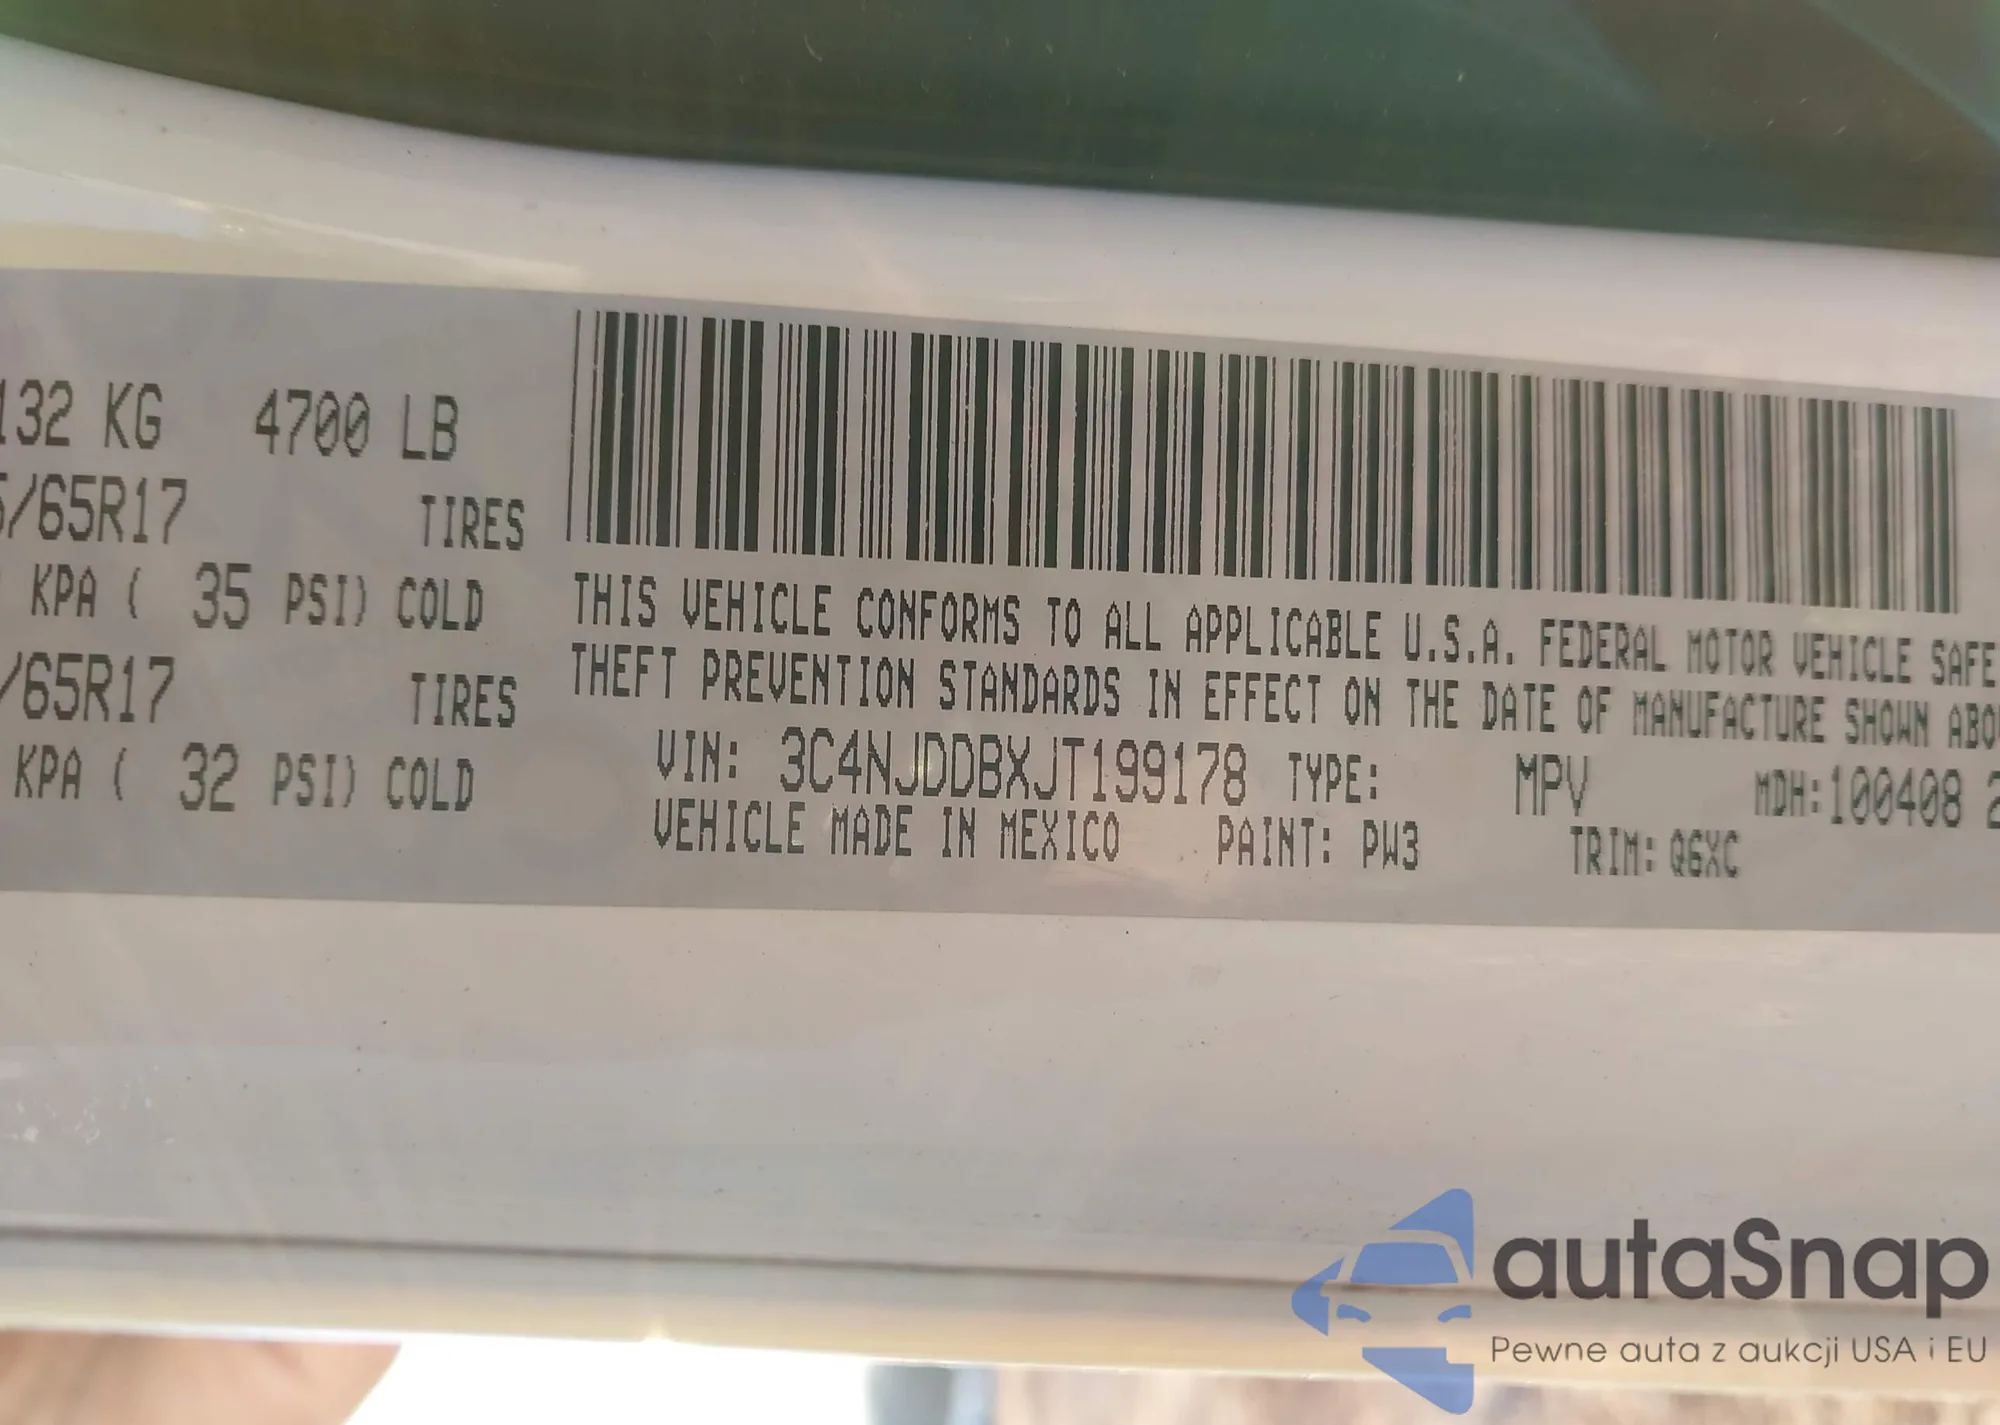 132 KG 4700 LB
5/65R17 TIRES
KPA ( 35 PSI) COLD
/65R17 TIRES
KPA ( 32 PSI) COLD
THIS VEHICLE CONFORMS TO ALL APPLICABLE U.S.A. FEDERAL MOTOR VEHICLE SAFE
THEFT PREVENTION STANDARDS IN EFFECT ON THE DATE OF MANUFACTURE SHOWN ABO
VIN: 3C4NJDDBXJT199178 TYPE: MPV MDH:100408 2
VEHICLE MADE IN MEXICO PAINT: PW3 TRIM: Q6XC
autaSnap
Pewne auta z aukcji USA i EU